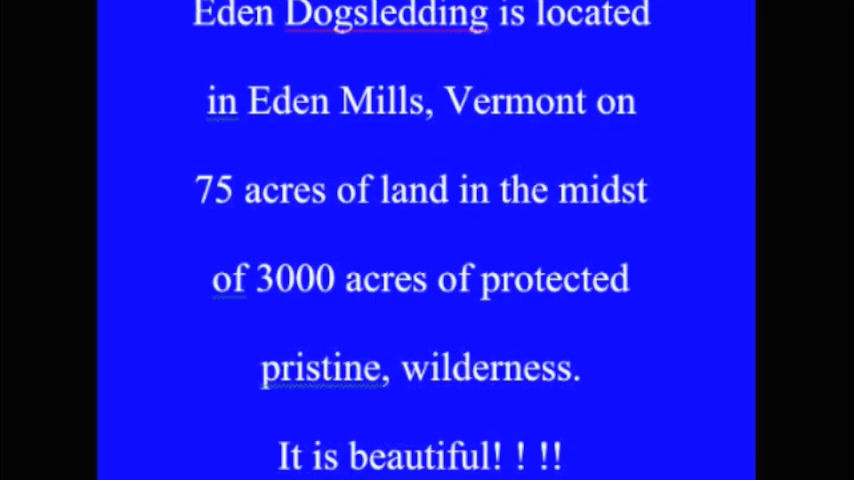 Eden Dogsledding is located
in Eden Mills, Vermont on
75 acres of land in the midst
of 3000 acres of protected
pristine, wilderness.
It is beautiful! ! !!